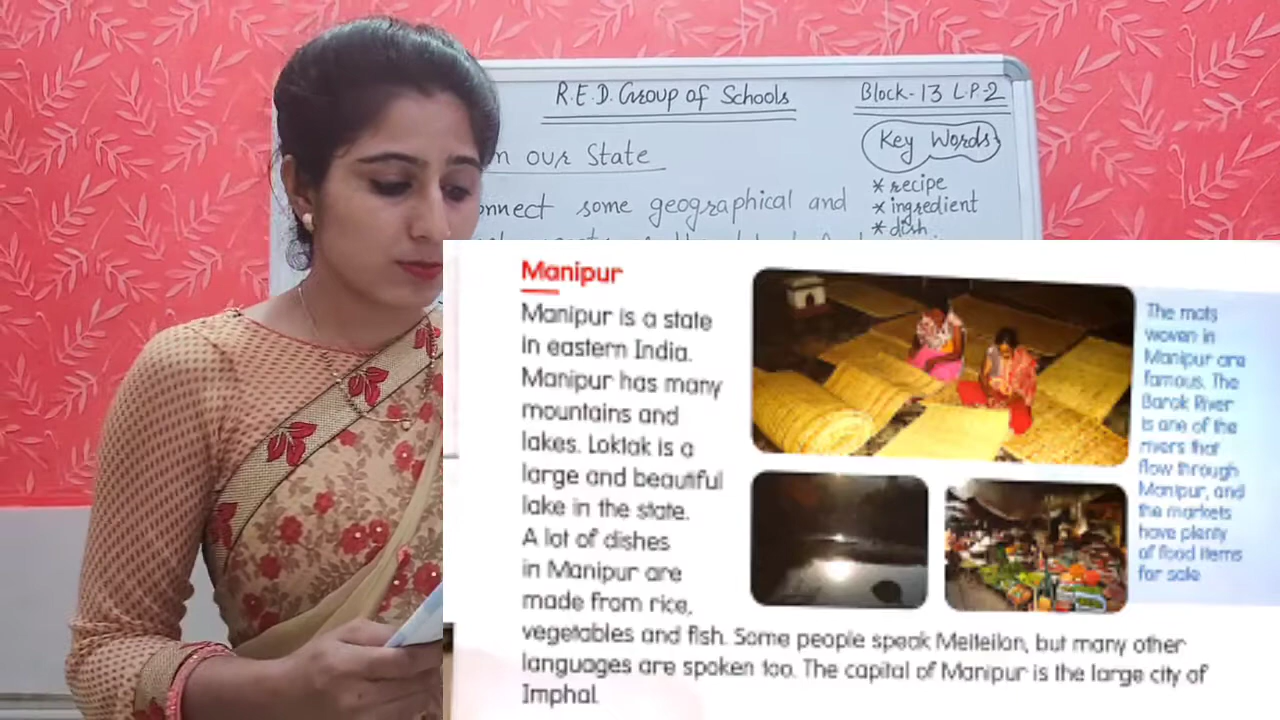 R.E.D. Group of Schools
Block-13 L.P-2
Key Words
m our State
* recipe
onnect some geographical and
* ingredient
* dish
Manipur
Manipur is a state
in eastern India.
Manipur has many
mountains and
lakes. Loktak is a
large and beautiful
lake in the state.
A lot of dishes
in Manipur are
made from rice,
vegetables and fish. Some people speak Meiteilon, but many other
languages are spoken too. The capital of Manipur is the large city of
Imphal.
The mats
woven in
Manipur are
famous. The
Barak River
is one of the
rivers that
flow through
Manipur, and
the markets
have plenty
of food items
for sale